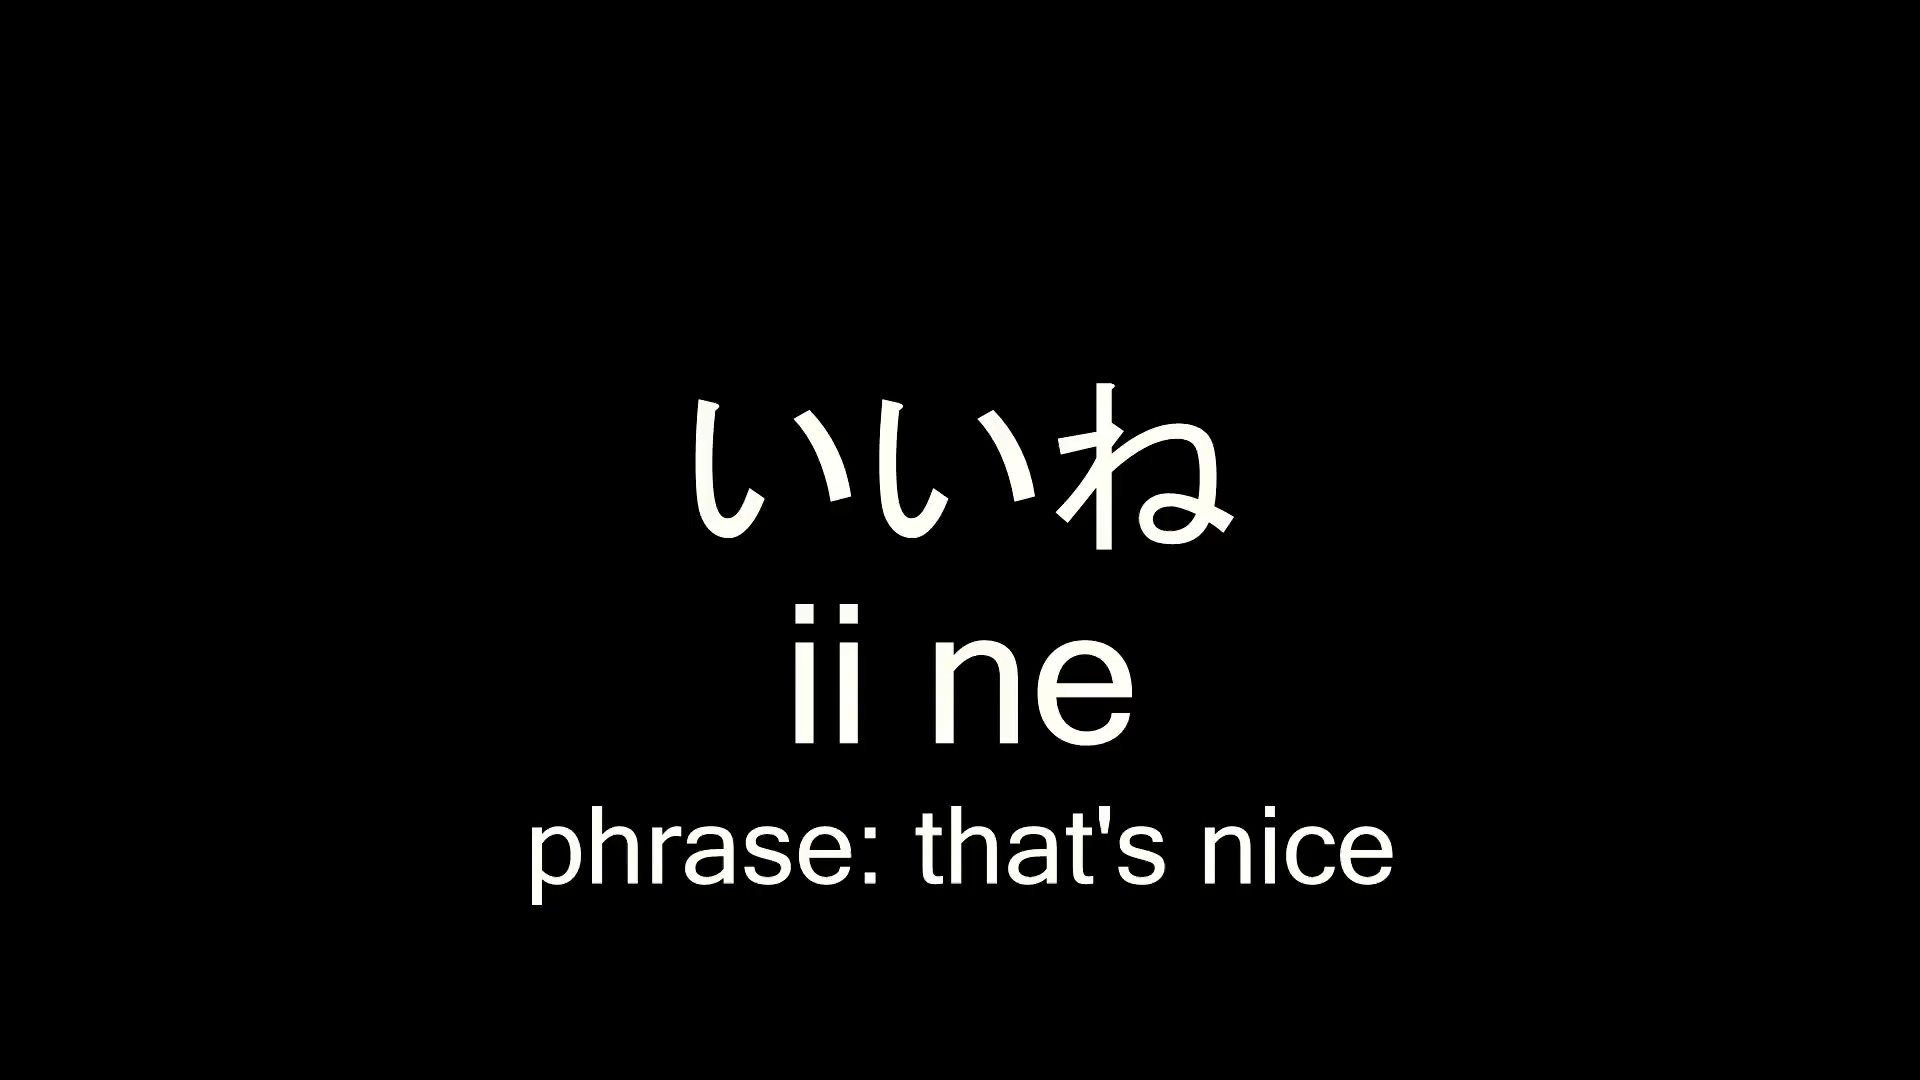 いいね
ii ne
phrase: that's nice